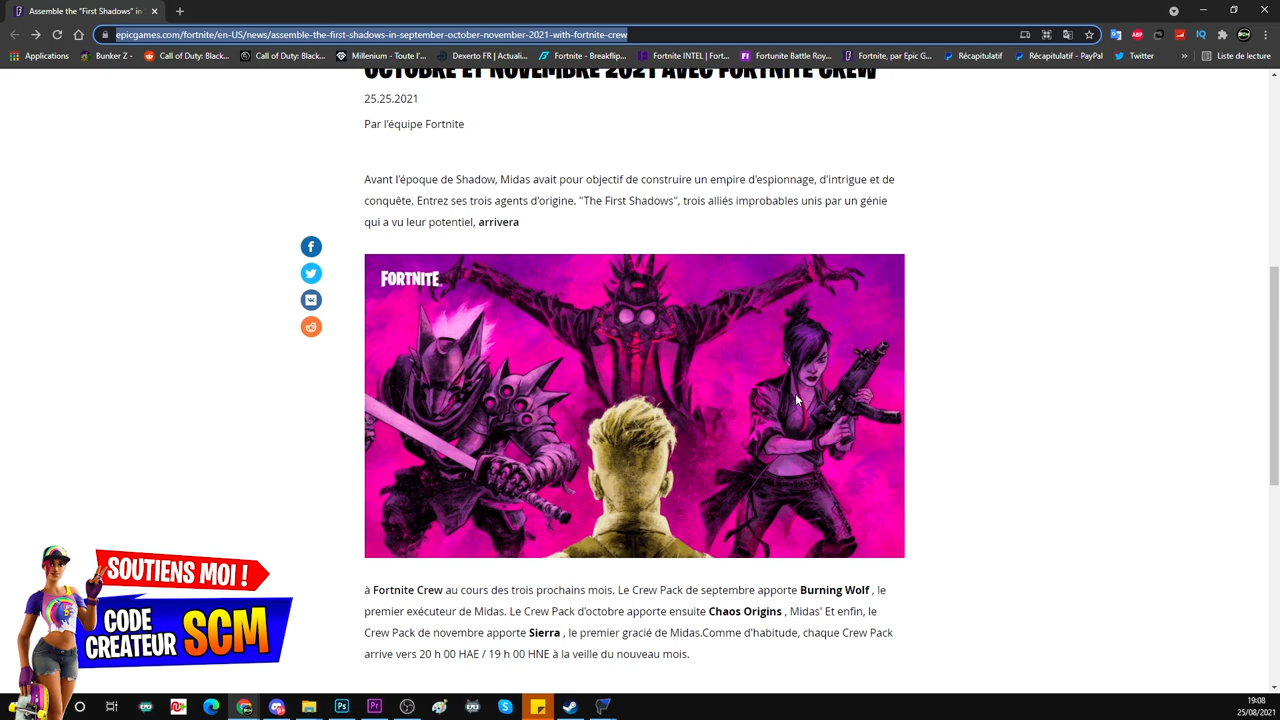 Assemble the "First Shadows" in
epicgames.com/fortnite/en-US/news/assemble-the-first-shadows-in-september-october-november-2021-with-fortnite-crew
Applications
Bunker Z -
Call of Duty: Black...
Call of Duty: Black...
Millenium - Toute l'...
Dexerto FR | Actuali...
Fortnite - Breakflip...
Fortnite INTEL | Fort...
Fortunite Battle Roy...
Fortnite, par Epic G...
Récapitulatif
Récapitulatif - PayPal
Twitter
»
Liste de lecture
OCTOBRE ET NOVEMBRE 2021 AVEC FORTNITE CREW
25.25.2021
Par l'équipe Fortnite
Avant l'époque de Shadow, Midas avait pour objectif de construire un empire d'espionnage, d'intrigue et de
conquête. Entrez ses trois agents d'origine. "The First Shadows", trois alliés improbables unis par un génie
qui a vu leur potentiel, arrivera
FORTNITE
à Fortnite Crew au cours des trois prochains mois. Le Crew Pack de septembre apporte Burning Wolf , le
premier exécuteur de Midas. Le Crew Pack d'octobre apporte ensuite Chaos Origins , Midas' Et enfin, le
Crew Pack de novembre apporte Sierra , le premier gracié de Midas.Comme d'habitude, chaque Crew Pack
arrive vers 20 h 00 HAE / 19 h 00 HNE à la veille du nouveau mois.
SOUTIENS MOI !
CODE
CREATEUR SCM
19:08
25/08/2021